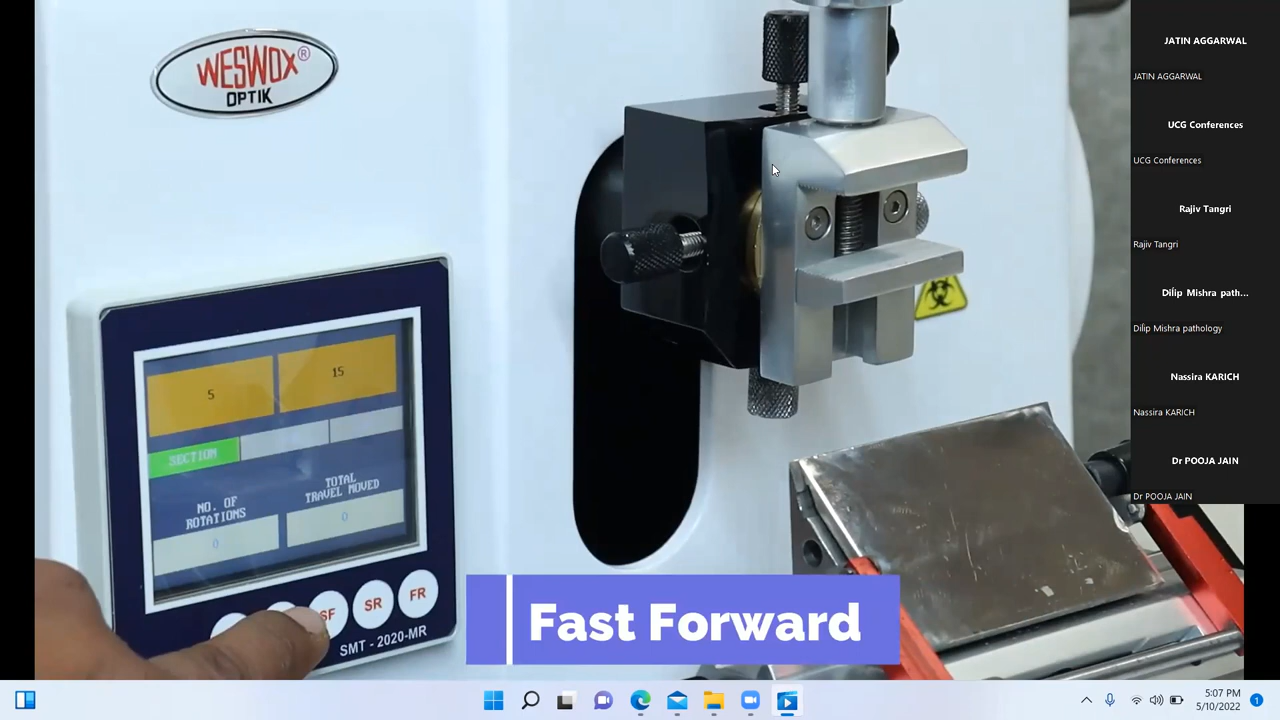 WESWOX®
OPTIK
5
15
SECTION
NO. OF
ROTATIONS
TOTAL
TRAVEL MOVED
0
0
SF
SR
FR
SMT - 2020-MR
Fast Forward
JATIN AGGARWAL
JATIN AGGARWAL
UCG Conferences
UCG Conferences
Rajiv Tangri
Rajiv Tangri
Dilip Mishra path...
Dilip Mishra pathology
Nassira KARICH
Nassira KARICH
Dr POOJA JAIN
Dr POOJA JAIN
5:07 PM
5/10/2022
1